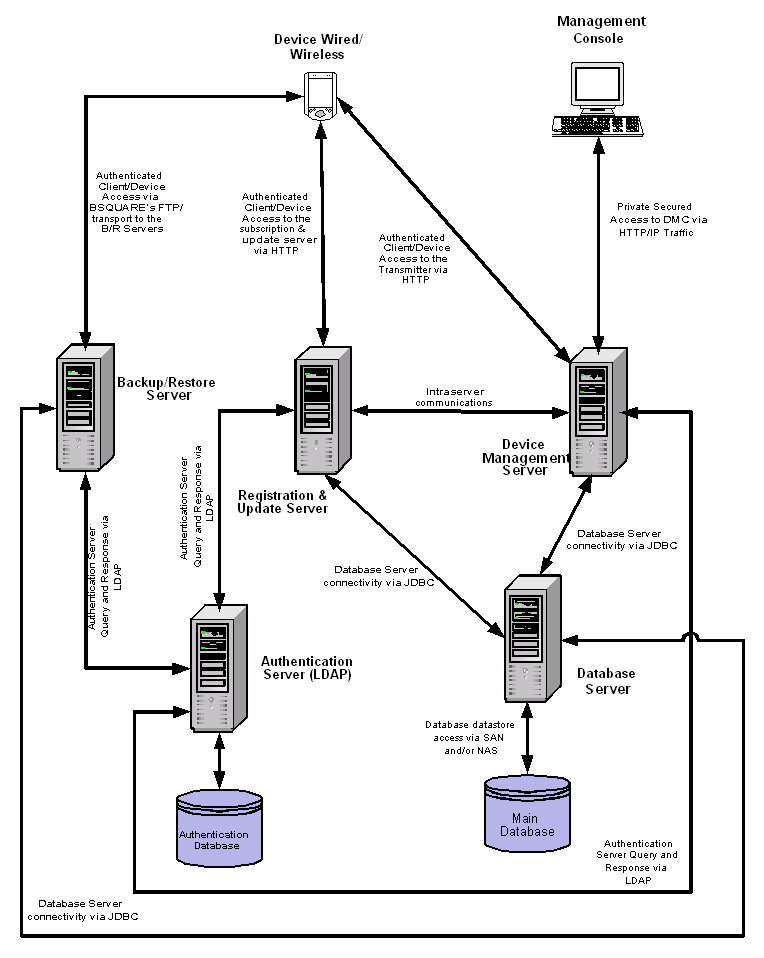 Management
Console
Device Wired/
Wireless
Authenticated
Client/Device
Access via
BSQUARE's FTP/
transport to the
B/R Servers
Authenticated
Client/Device
Access to the
subscription &
update server
via HTTP
Authenticated
Client/Device
Access to the
Transmitter via
HTTP
Private Secured
Access to DMC via
HTTP/IP Traffic
Backup/Restore
Server
Intraserver
communications
Device
Management
Server
Registration &
Update Server
Authentication Server
Query and Response via
LDAP
Authentication Server
Query and Response via
LDAP
Database Server
connectivity via JDBC
Database Server
connectivity via JDBC
Authentication
Server (LDAP)
Database
Server
Database datastore
access via SAN
and/or NAS
Authentication
Database
Main
Database
Authentication
Server Query and
Response via
LDAP
Database Server
connectivity via JDBC